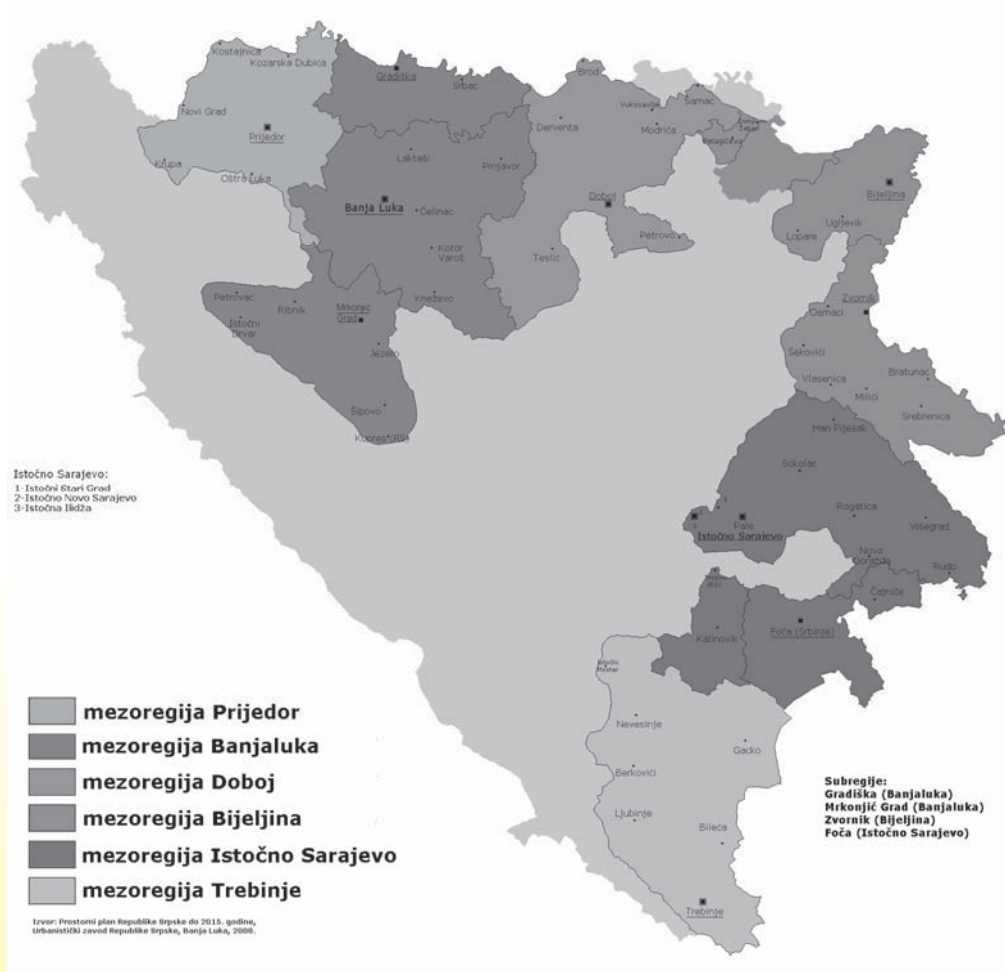 Kostajnica
Kozarska Dubica
Gradiška
Srbac
Brod
Novi Grad
Prijedor
Krupa
Oštra Luka
Laktaši
Prnjavor
Banja Luka
Čelinac
Kotor
Varoš
Kneževo
Derventa
Vukosavlje
Modriča
Šamac
Doboj
Petrovo
Teslić
Bijeljina
Ugljevik
Lopare
Petrovac
Istočni
Drvar
Ribnik
Mrkonjić
Grad
Jezero
Šipovo
Kupres (RS)
Zvornik
Osmaci
Šekovići
Vlasenica
Milići
Bratunac
Srebrenica
Han Pijesak
Sokolac
Rogatica
Višegrad
Pale
Istočno Sarajevo
Novo
Goražde
Rudo
Čajniče
Foča (Srbinje)
Kalinovik
Istočni
Mostar
Nevesinje
Gacko
Berkovići
Ljubinje
Bileća
Trebinje
Istočno Sarajevo:
1-Istočni Stari Grad
2-Istočno Novo Sarajevo
3-Istočna Ilidža
mezoregija Prijedor
mezoregija Banjaluka
mezoregija Doboj
mezoregija Bijeljina
mezoregija Istočno Sarajevo
mezoregija Trebinje
Subregije:
Gradiška (Banjaluka)
Mrkonjić Grad (Banjaluka)
Zvornik (Bijeljina)
Foča (Istočno Sarajevo)
Izvor: Prostorni plan Republike Srpske do 2015. godine,
Urbanistički zavod Republike Srpske, Banja Luka, 2008.